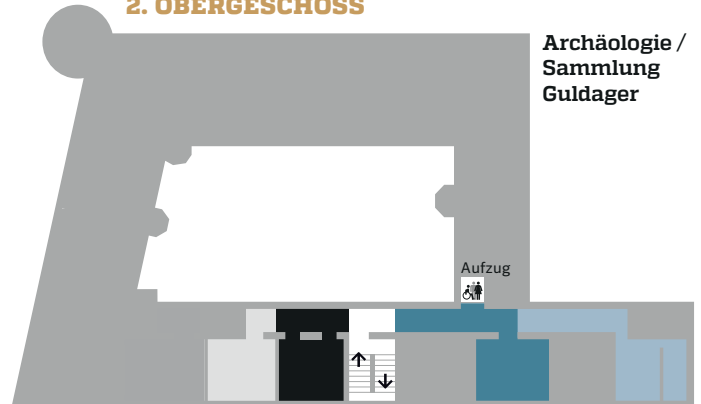 2. OBERGESCHOSS
Archäologie /
Sammlung
Guldager
Aufzug